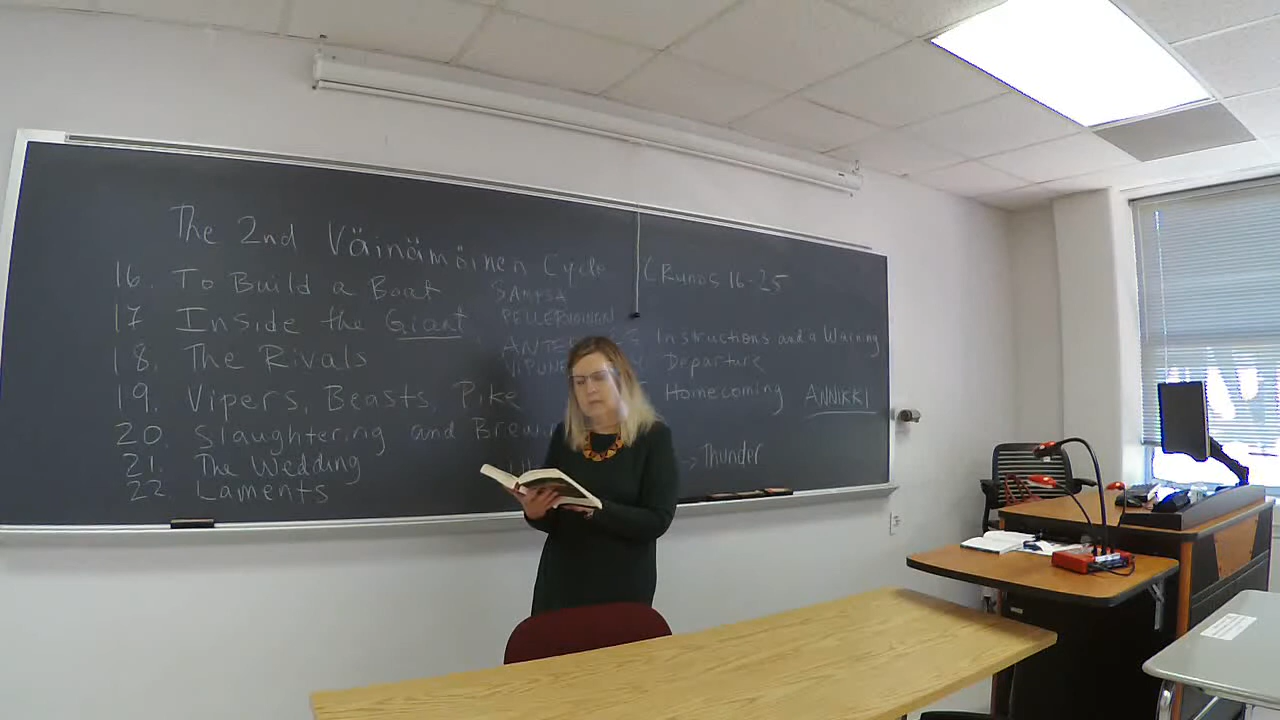 The 2nd Väinämöinen Cycle (Runos 16-25
16. To Build a Boat
SAMPSA
17 Inside the Giant
PELLERVOINEN
18. The Rivals
19. Vipers, Beasts, Pike
20. Slaughtering and
21. The Wedding
22. Laments
Instructions and a Warning
Departure
Homecoming ANNIKKI
→ Thunder